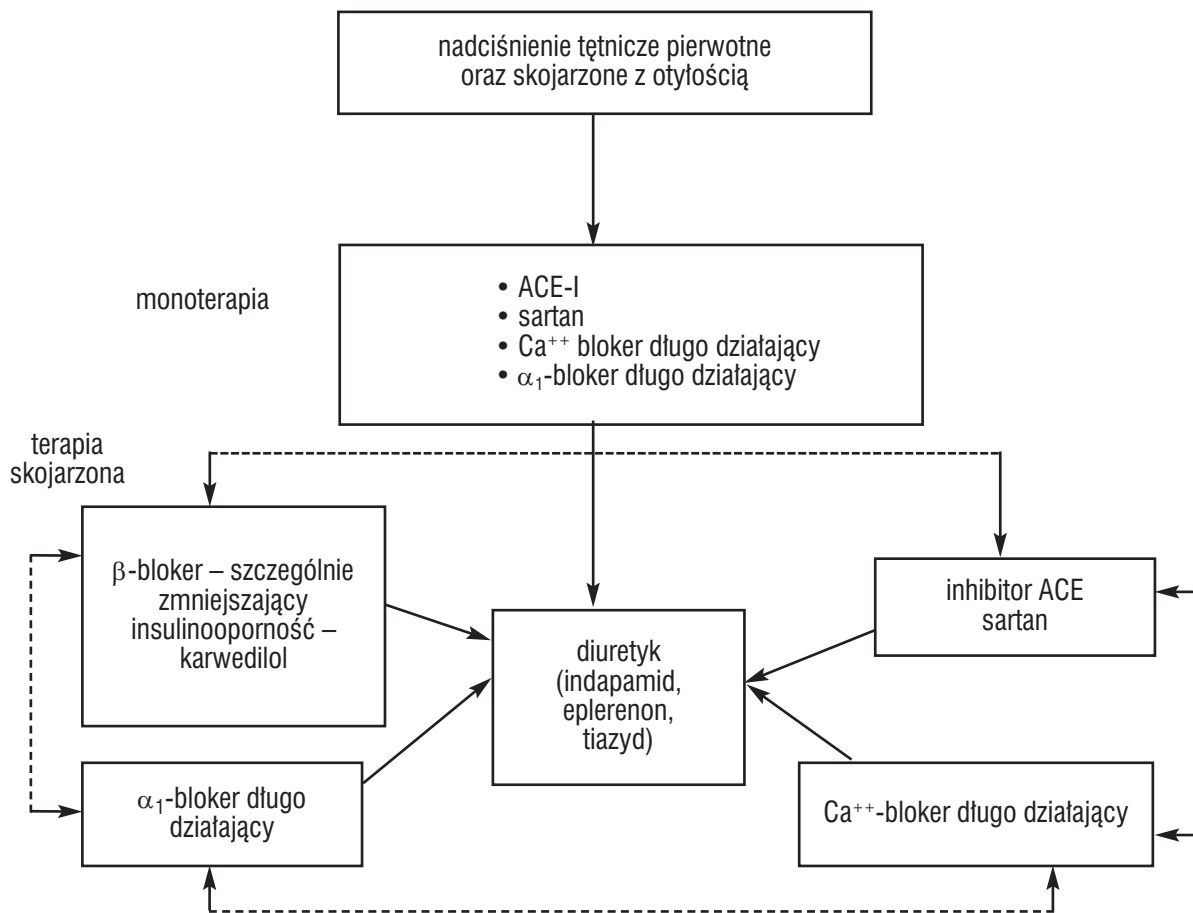 nadciśnienie tętnicze pierwotne
oraz skojarzone z otyłością
monoterapia
• ACE-I
• sartan
• Ca⁺⁺ bloker długo działający
• α₁-bloker długo działający
terapia
skojarzona
β-bloker – szczególnie
zmniejszający
insulinooporność –
karwedilol
inhibitor ACE
sartan
diuretyk
(indapamid,
eplerenon,
tiazyd)
α₁-bloker długo
działający
Ca⁺⁺-bloker długo działający